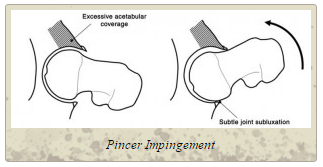 Excessive acetabular
coverage
Subtle joint subluxation
Pincer Impingement